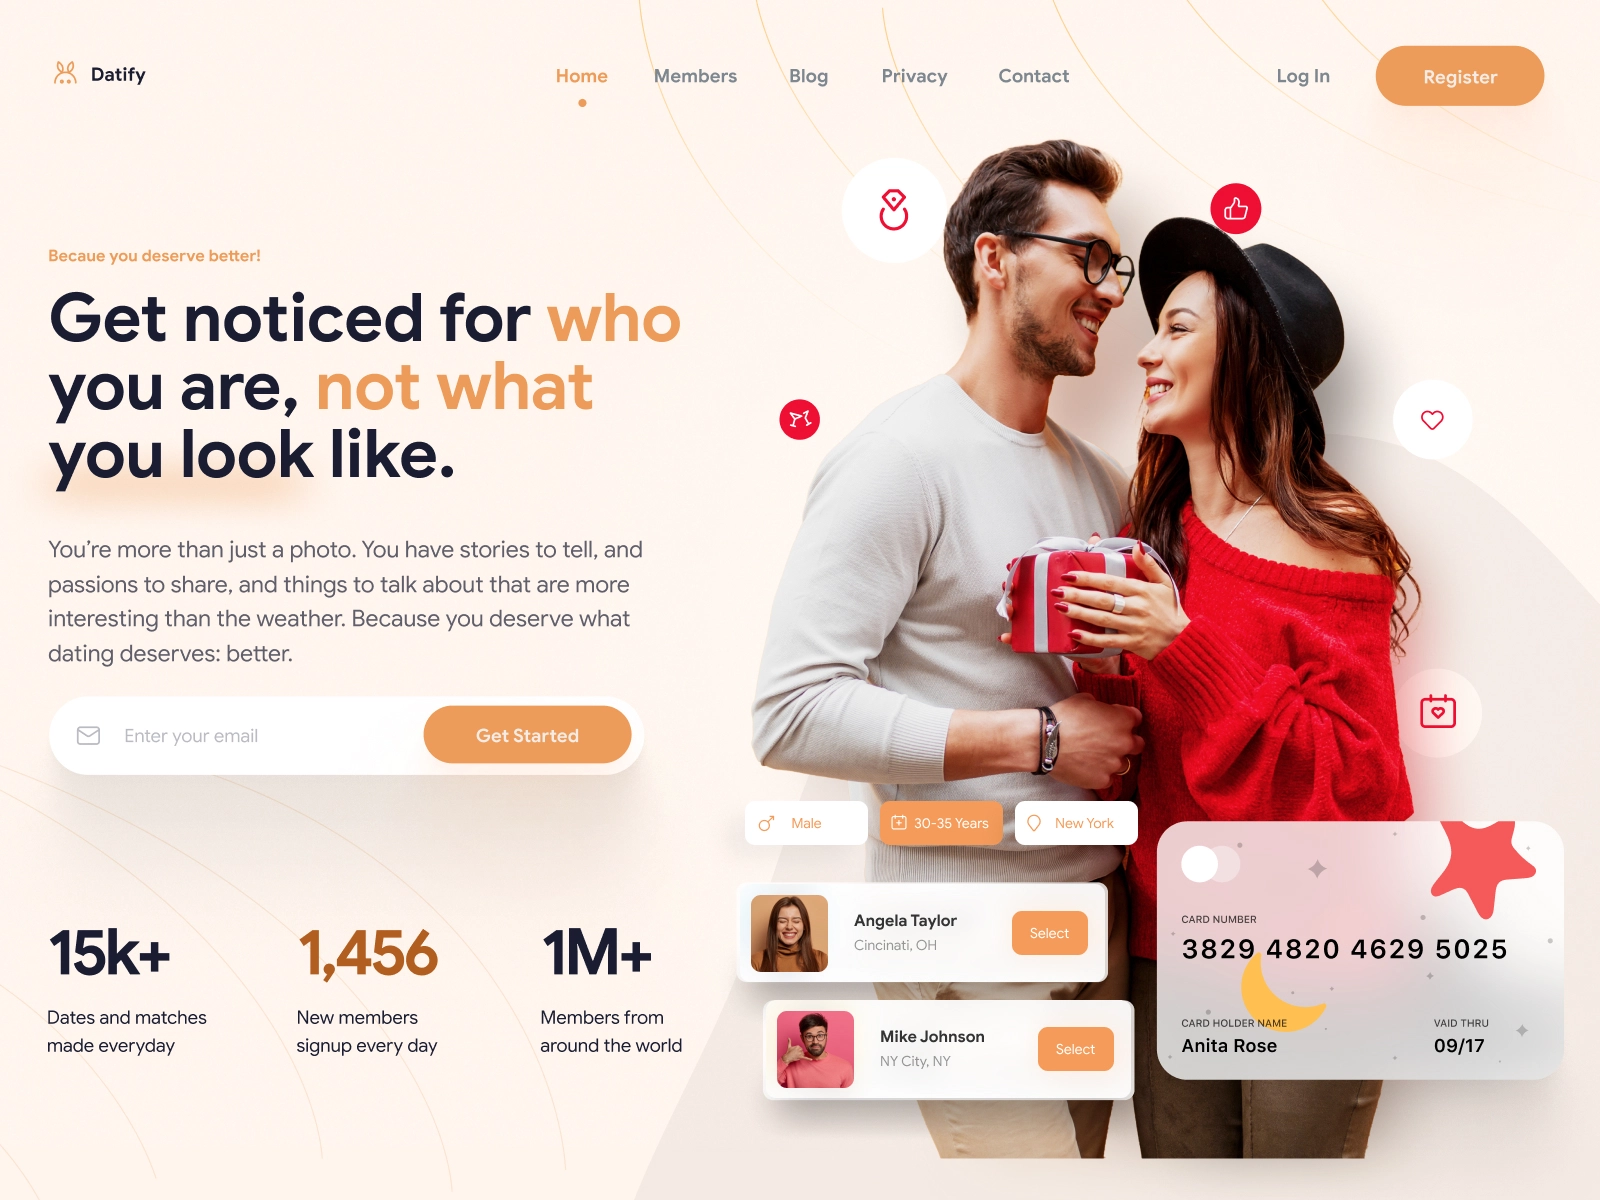 Datify
Home
Members
Blog
Privacy
Contact
Log In
Register
Becaue you deserve better!
Get noticed for who
you are, not what
you look like.
You're more than just a photo. You have stories to tell, and
passions to share, and things to talk about that are more
interesting than the weather. Because you deserve what
dating deserves: better.
Enter your email
Get Started
15k+
Dates and matches
made everyday
1,456
New members
signup every day
1M+
Members from
around the world
Male
30-35 Years
New York
Angela Taylor
Cincinati, OH
Select
Mike Johnson
NY City, NY
Select
CARD NUMBER
3829 4820 4629 5025
CARD HOLDER NAME
Anita Rose
VAID THRU
09/17